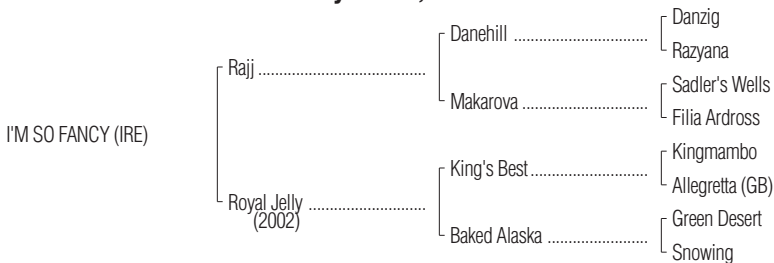 Danzig
Danehill ................................
Razyana
Rajj ........................................
Sadler's Wells
Makarova ..............................
Filia Ardross
I'M SO FANCY (IRE)
Kingmambo
King's Best ............................
Allegretta (GB)
Royal Jelly ............................
(2002)
Green Desert
Baked Alaska ........................
Snowing